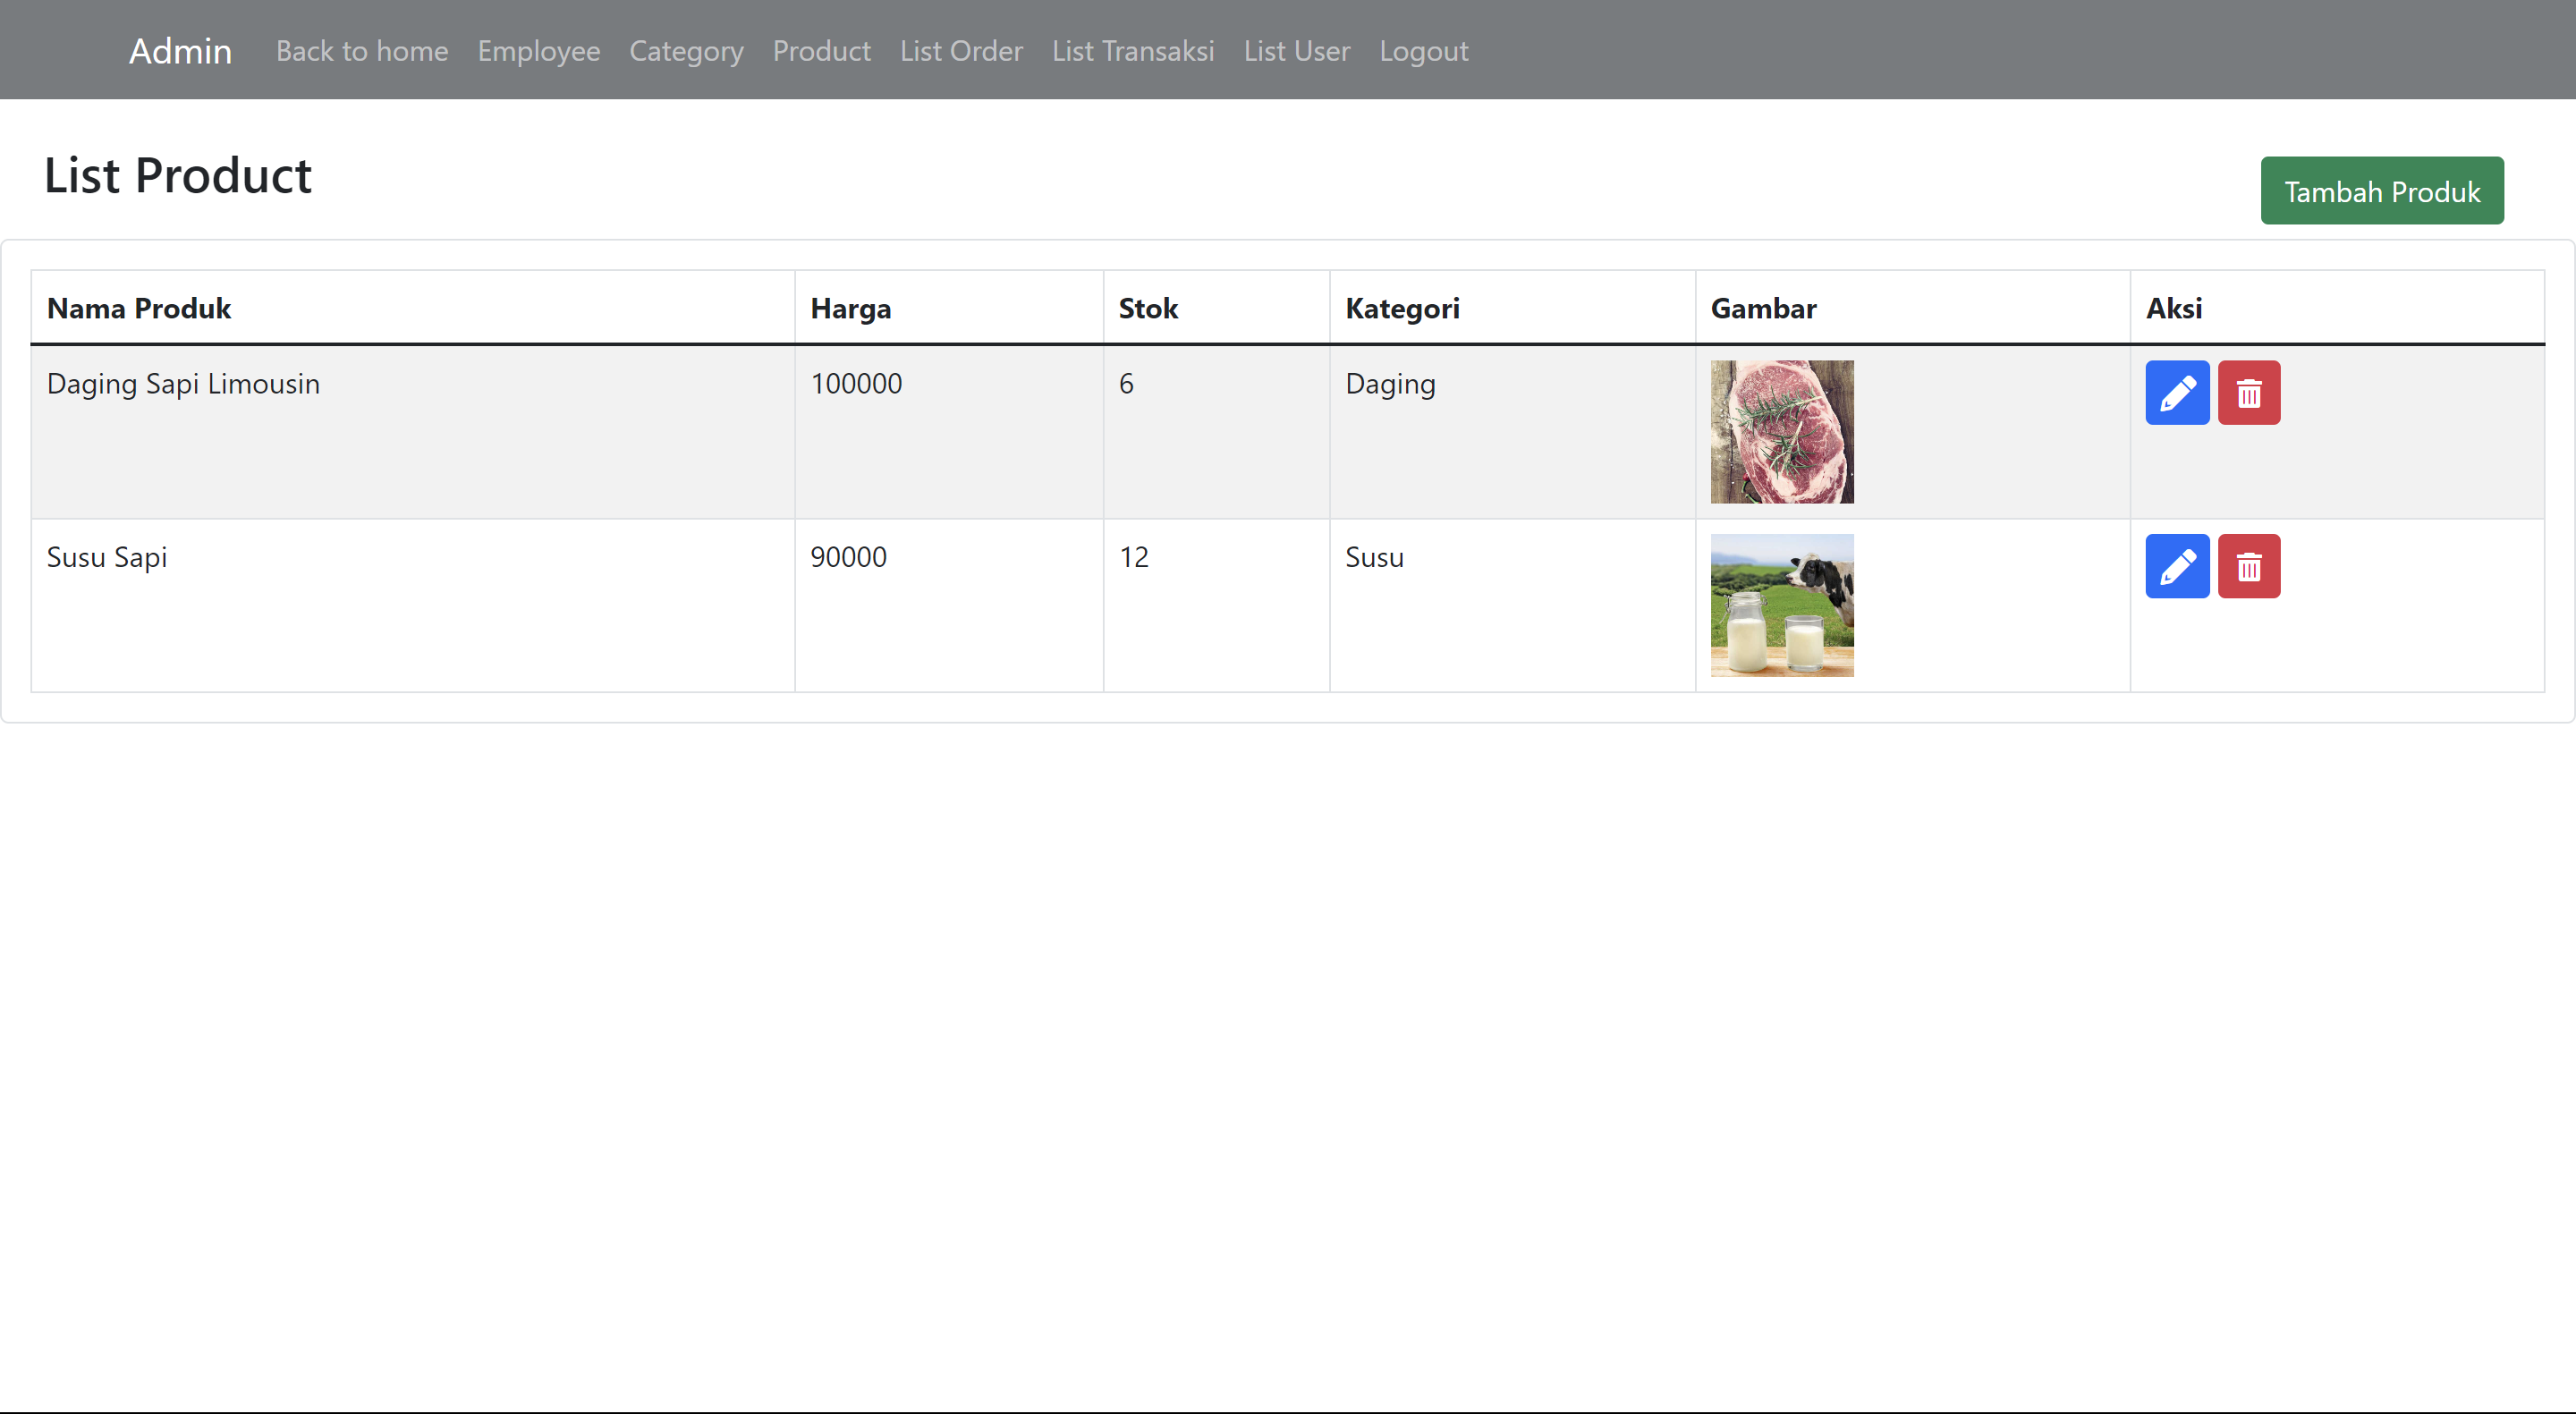 Admin Back to home Employee Category Product List Order List Transaksi List User Logout
List Product
Tambah Produk
Nama Produk Harga Stok Kategori Gambar Aksi
Daging Sapi Limousin 100000 6 Daging
Susu Sapi 90000 12 Susu